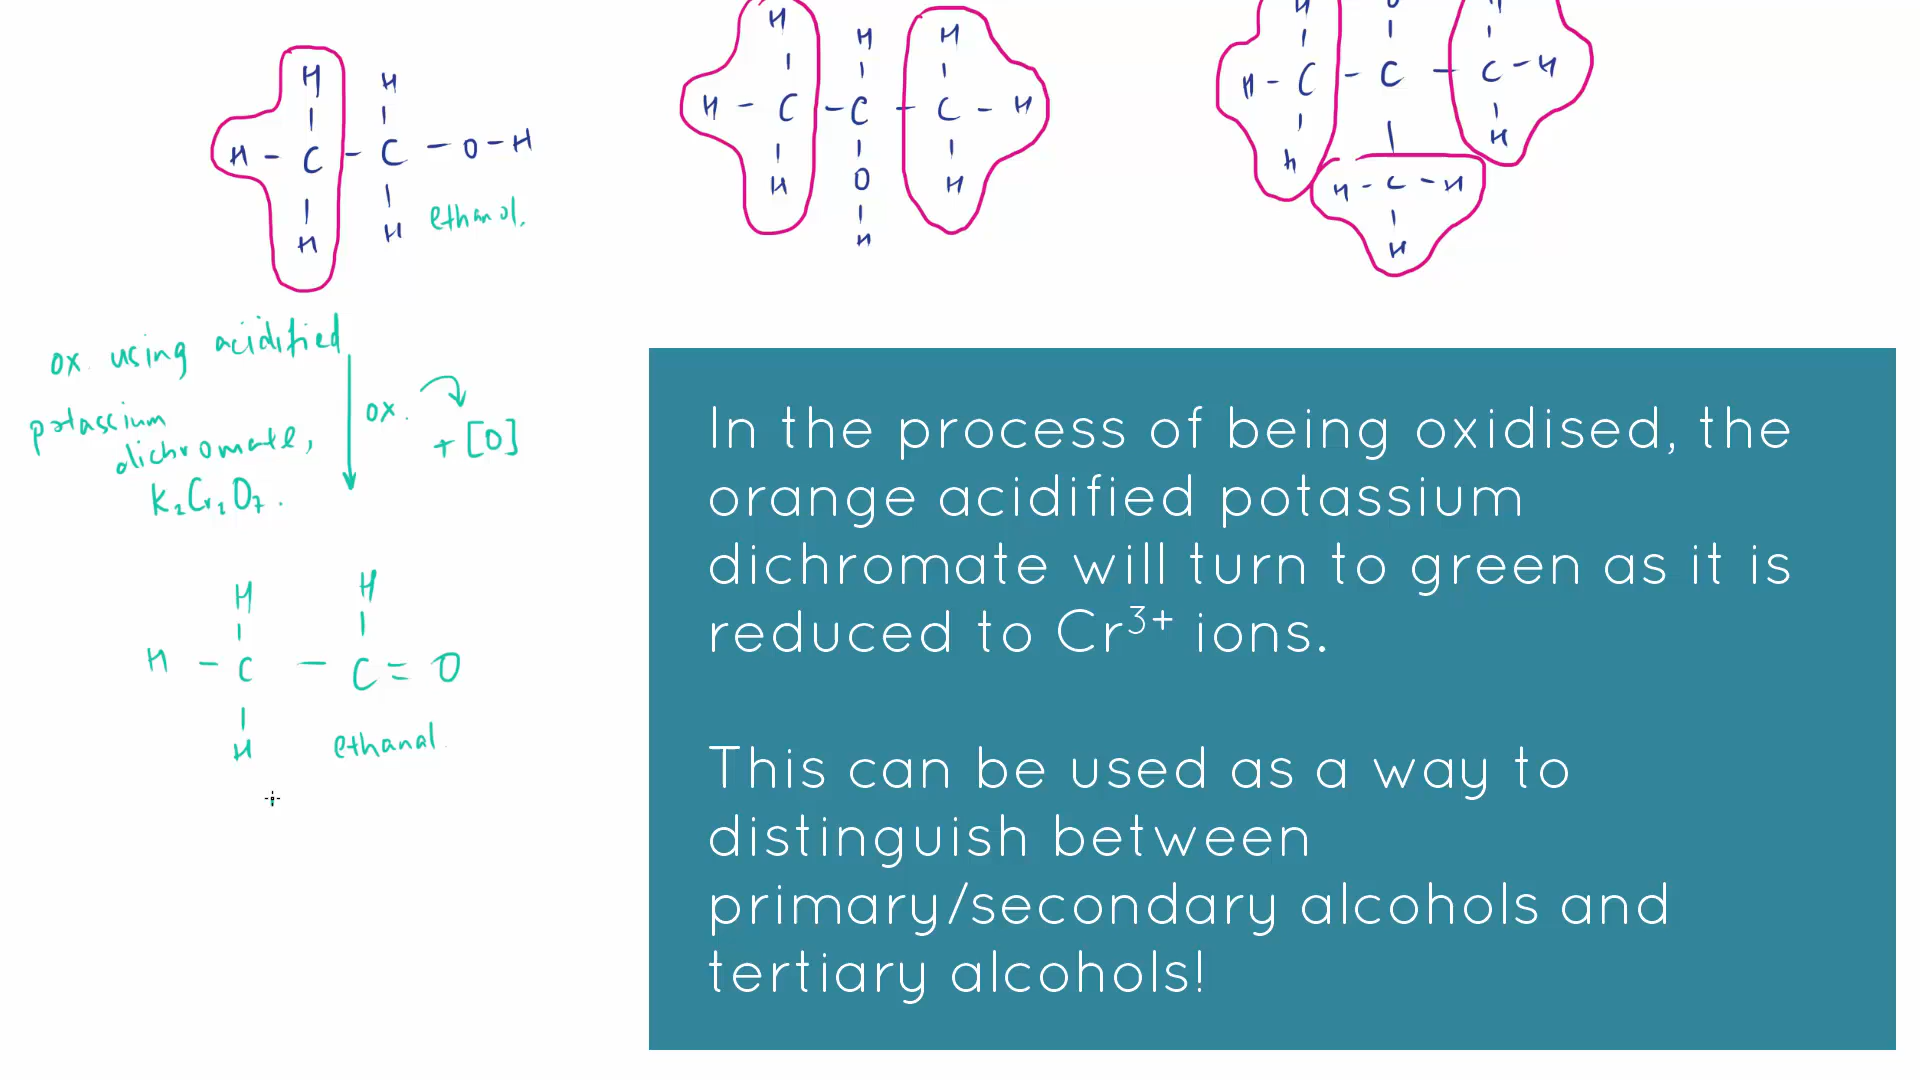 H H
H - C - C - O - H
H H
ethanol.
H H H
H - C - C - C - H
H O H
H
H O H
H - C - C - C - H
h H
H - C - H
H
ox. using acidified
potassium
dichromate,
K₂Cr₂O₇.
ox.
+ [O]
H H
H - C - C = O
H
ethanal.
In the process of being oxidised, the
orange acidified potassium
dichromate will turn to green as it is
reduced to Cr³⁺ ions.
This can be used as a way to
distinguish between
primary/secondary alcohols and
tertiary alcohols!